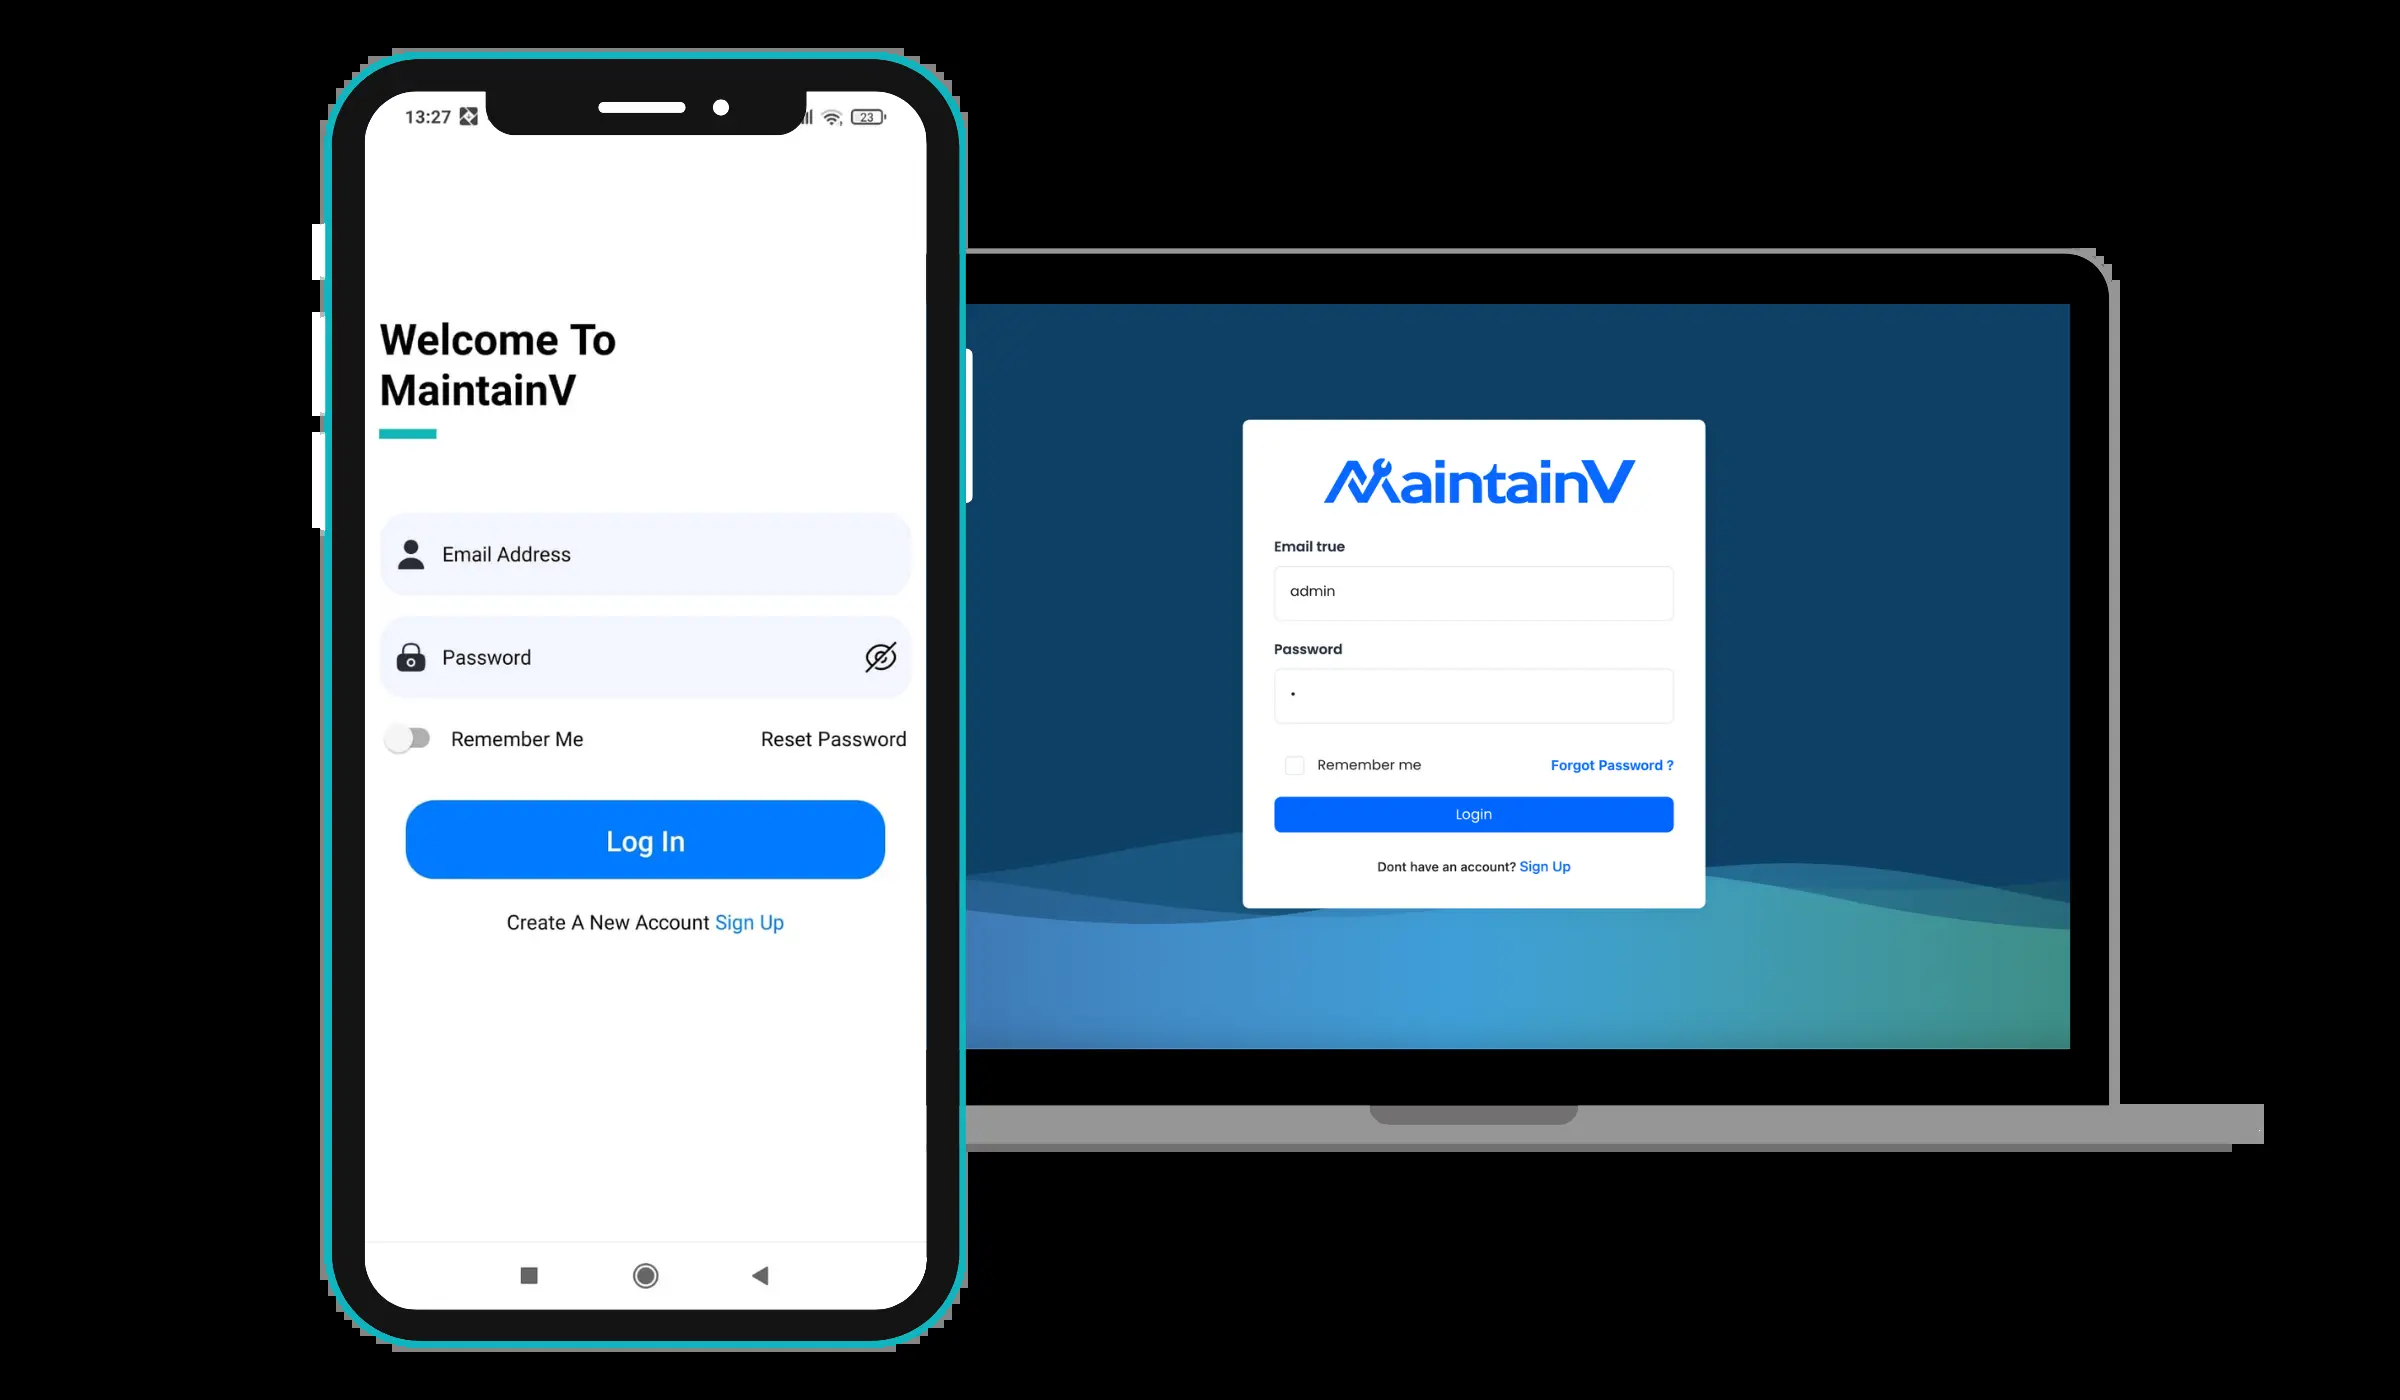 13:27
23
Welcome To
MaintainV
Email Address
Password
Remember Me Reset Password
Log In
Create A New Account Sign Up
MaintainV
Email true
admin
Password
•
Remember me Forgot Password ?
Login
Dont have an account? Sign Up